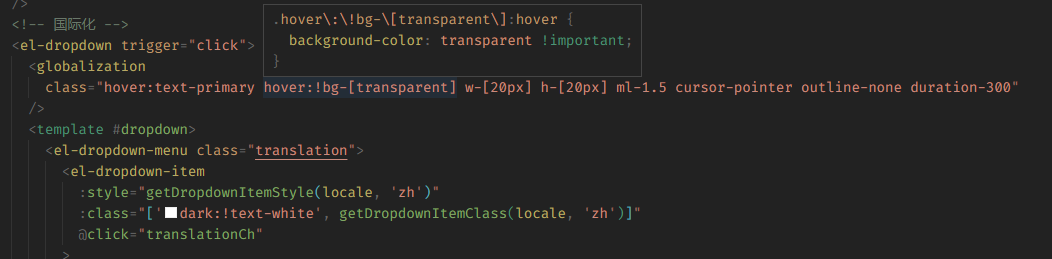 />
<!-- 国际化 -->
.hover\:\!bg-\[transparent\]:hover {
<el-dropdown trigger="click">
background-color: transparent !important;
<globalization
}
class="hover:text-primary hover:!bg-[transparent] w-[20px] h-[20px] ml-1.5 cursor-pointer outline-none duration-300"
/>
<template #dropdown>
<el-dropdown-menu class="translation">
<el-dropdown-item
:style="getDropdownItemStyle(locale, 'zh')"
:class="['dark:!text-white', getDropdownItemClass(locale, 'zh')]"
@click="translationCh"
>